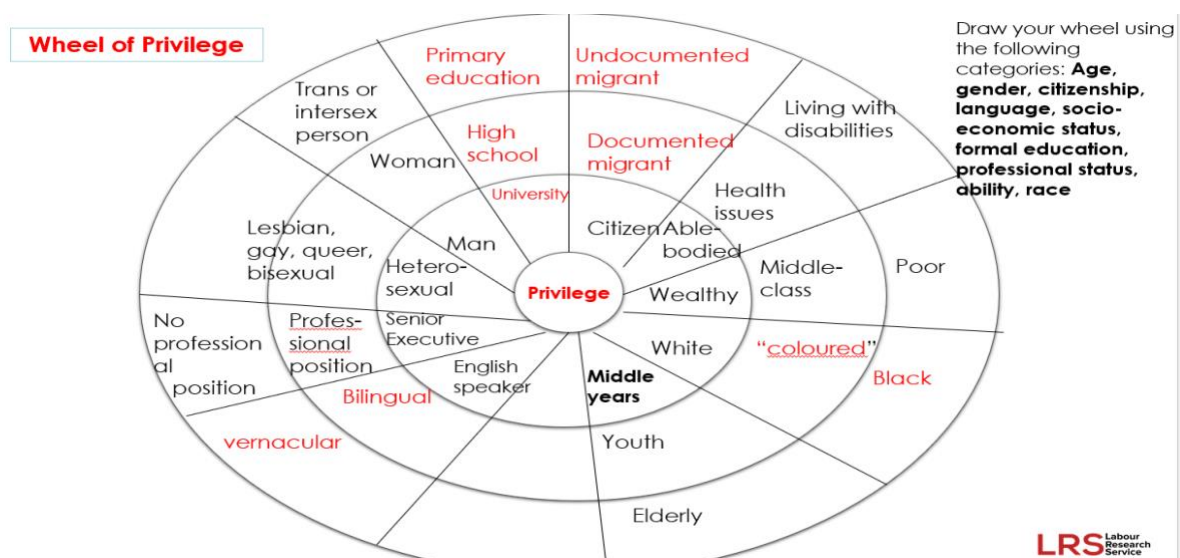 Wheel of Privilege
Draw your wheel using
the following
categories: Age,
gender, citizenship,
language, socio-
economic status,
formal education,
professional status,
ability, race
Primary
education
Undocumented
migrant
Trans or
intersex
person
Living with
disabilities
High
school
Documented
migrant
Woman
Health
issues
University
Citizen
Able-
bodied
Man
Lesbian,
gay, queer,
bisexual
Hetero-
sexual
Privilege
Wealthy
Middle-
class
Poor
No
profession
al
position
Profes-
sional
position
Senior
Executive
White
"coloured"
Black
English
speaker
Middle
years
Bilingual
vernacular
Youth
Elderly
LRS
Labour
Research
Service